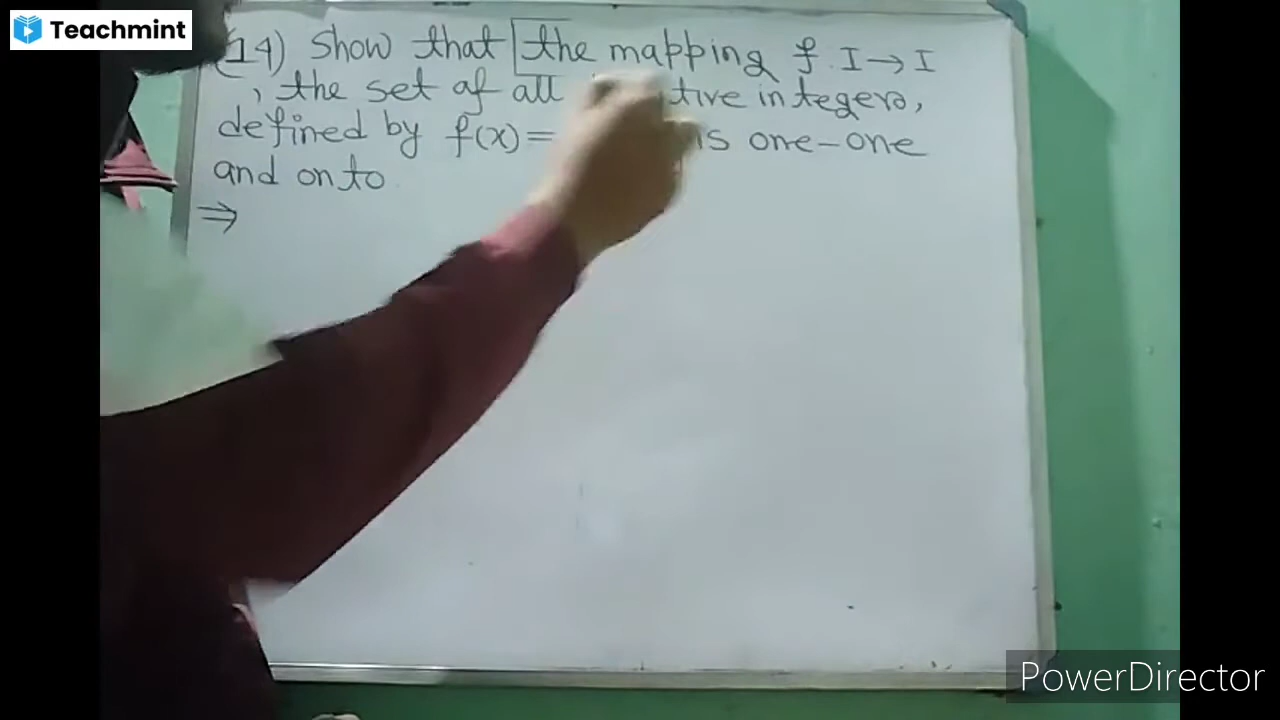 Teachmint
(14) Show that the mapping f. I→I
, the set of all integers,
defined by f(x)= is one-one
and onto
⇒
PowerDirector